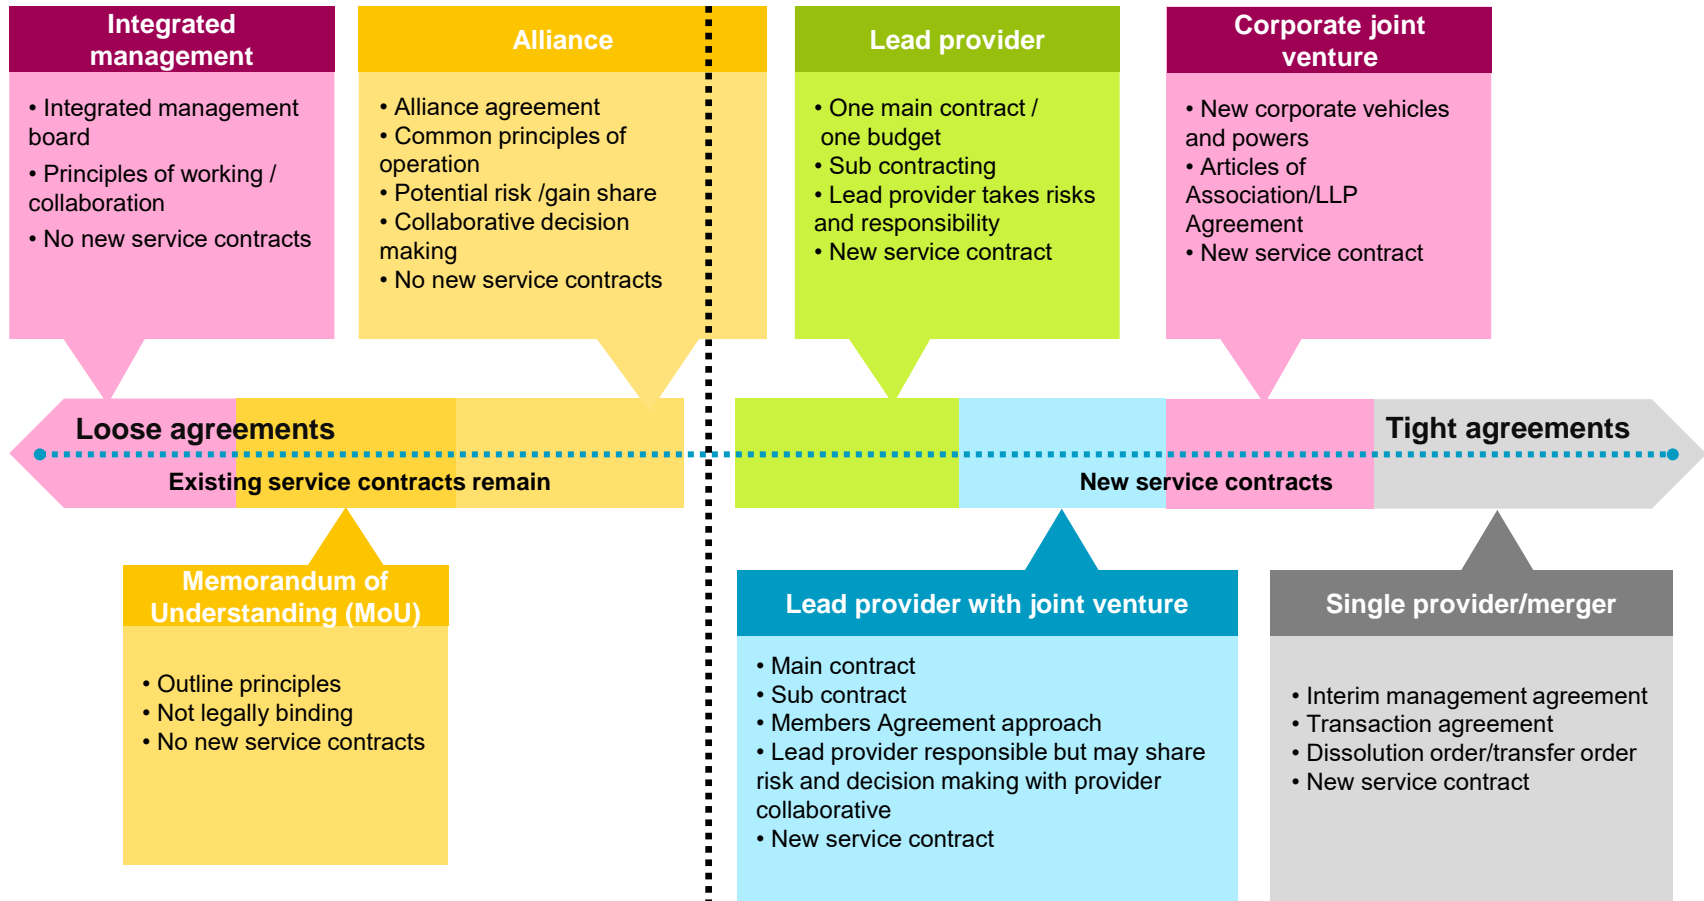 Integrated
management
• Integrated management
board
• Principles of working /
collaboration
• No new service contracts
Alliance
• Alliance agreement
• Common principles of
operation
• Potential risk /gain share
• Collaborative decision
making
• No new service contracts
Lead provider
• One main contract /
one budget
• Sub contracting
• Lead provider takes risks
and responsibility
• New service contract
Corporate joint
venture
• New corporate vehicles
and powers
• Articles of
Association/LLP
Agreement
• New service contract
Loose agreements
Tight agreements
Existing service contracts remain
New service contracts
Memorandum of
Understanding (MoU)
• Outline principles
• Not legally binding
• No new service contracts
Lead provider with joint venture
• Main contract
• Sub contract
• Members Agreement approach
• Lead provider responsible but may share
risk and decision making with provider
collaborative
• New service contract
Single provider/merger
• Interim management agreement
• Transaction agreement
• Dissolution order/transfer order
• New service contract